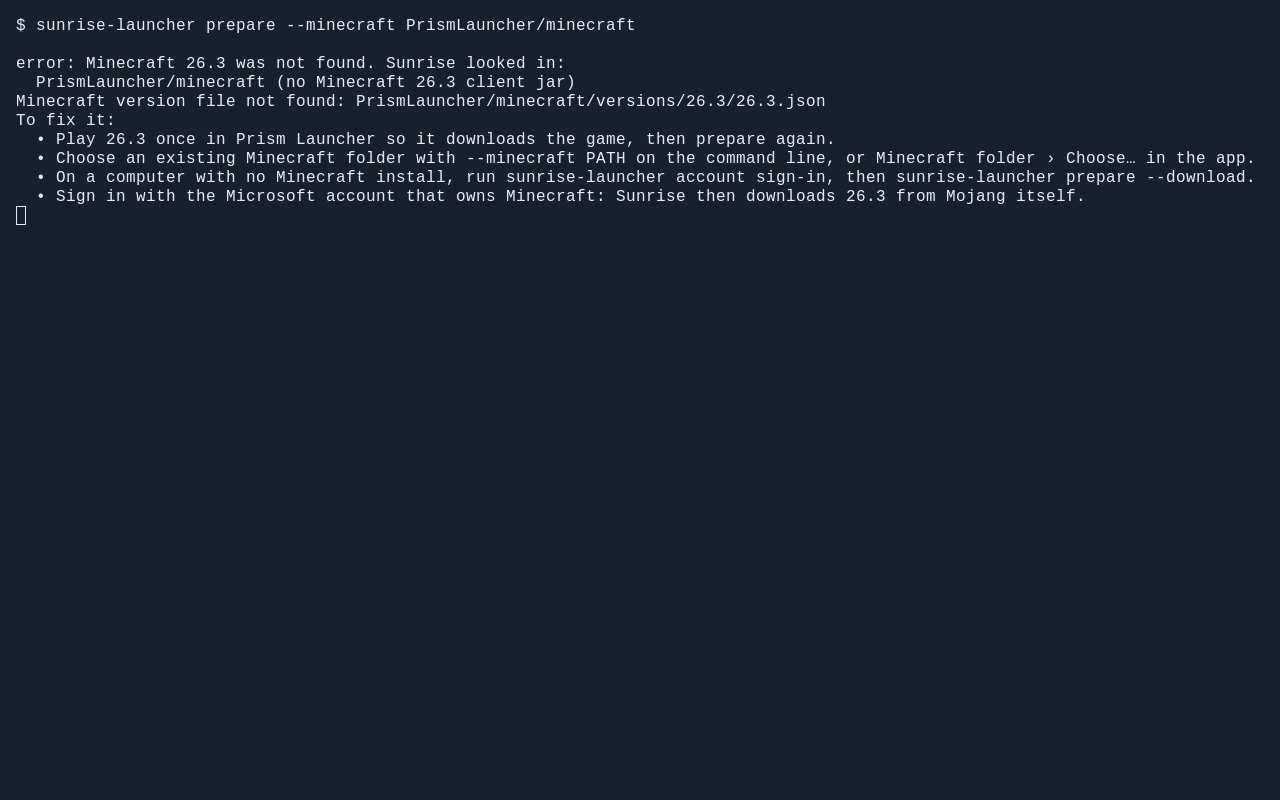 $ sunrise-launcher prepare --minecraft PrismLauncher/minecraft
error: Minecraft 26.3 was not found. Sunrise looked in:
PrismLauncher/minecraft (no Minecraft 26.3 client jar)
Minecraft version file not found: PrismLauncher/minecraft/versions/26.3/26.3.json
To fix it:
• Play 26.3 once in Prism Launcher so it downloads the game, then prepare again.
• Choose an existing Minecraft folder with --minecraft PATH on the command line, or Minecraft folder › Choose… in the app.
• On a computer with no Minecraft install, run sunrise-launcher account sign-in, then sunrise-launcher prepare --download.
• Sign in with the Microsoft account that owns Minecraft: Sunrise then downloads 26.3 from Mojang itself.